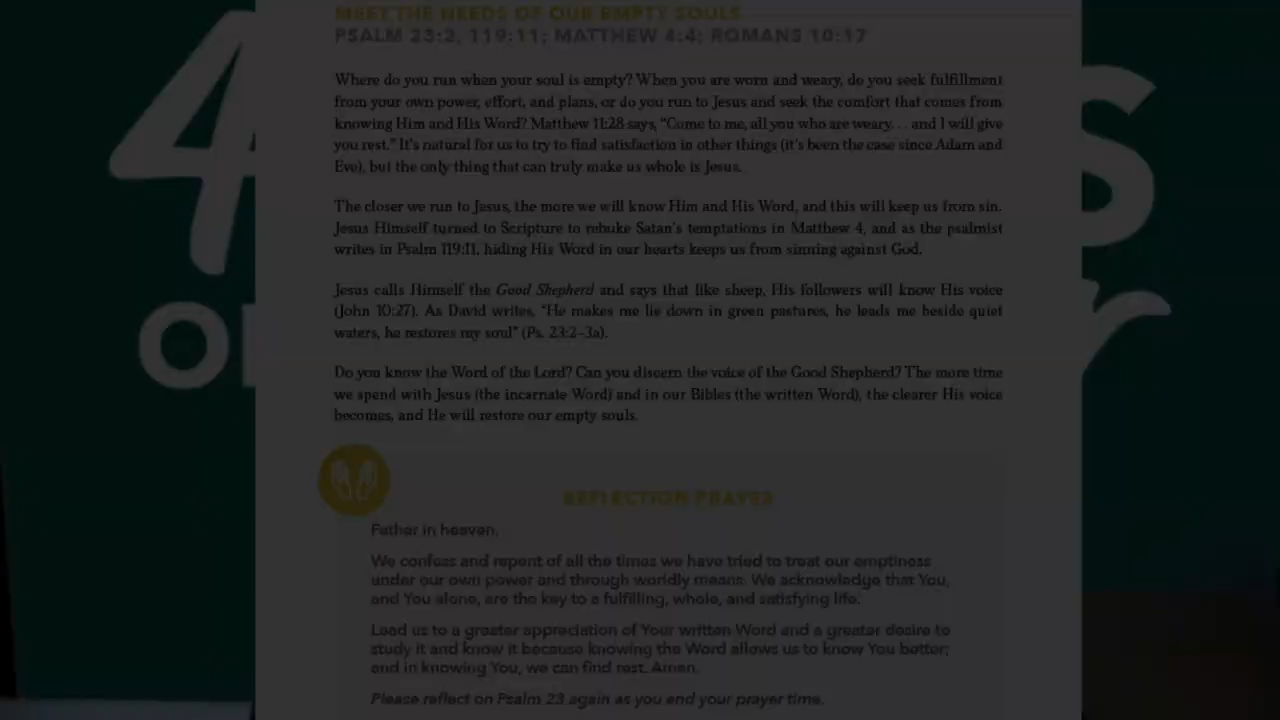 MEET THE NEEDS OF OUR EMPTY SOULS
PSALM 23:2, 119:11; MATTHEW 4:4; ROMANS 10:17
Where do you run when your soul is empty? When you are worn and weary, do you seek fulfillment
from your own power, effort, and plans, or do you run to Jesus and seek the comfort that comes from
knowing Him and His Word? Matthew 11:28 says, “Come to me, all you who are weary. . . and I will give
you rest.” It’s natural for us to try to find satisfaction in other things (it’s been the case since Adam and
Eve), but the only thing that can truly make us whole is Jesus.
The closer we run to Jesus, the more we will know Him and His Word, and this will keep us from sin.
Jesus Himself turned to Scripture to rebuke Satan’s temptations in Matthew 4, and as the psalmist
writes in Psalm 119:11, hiding His Word in our hearts keeps us from sinning against God.
Jesus calls Himself the Good Shepherd and says that like sheep, His followers will know His voice
(John 10:27). As David writes, “He makes me lie down in green pastures, he leads me beside quiet
waters, he restores my soul” (Ps. 23:2–3a).
Do you know the Word of the Lord? Can you discern the voice of the Good Shepherd? The more time
we spend with Jesus (the incarnate Word) and in our Bibles (the written Word), the clearer His voice
becomes, and He will restore our empty souls.
REFLECTION PRAYER
Father in heaven,
We confess and repent of all the times we have tried to treat our emptiness
under our own power and through worldly means. We acknowledge that You,
and You alone, are the key to a fulfilling, whole, and satisfying life.
Lead us to a greater appreciation of Your written Word and a greater desire to
study it and know it because knowing the Word allows us to know You better;
and in knowing You, we can find rest. Amen.
Please reflect on Psalm 23 again as you end your prayer time.